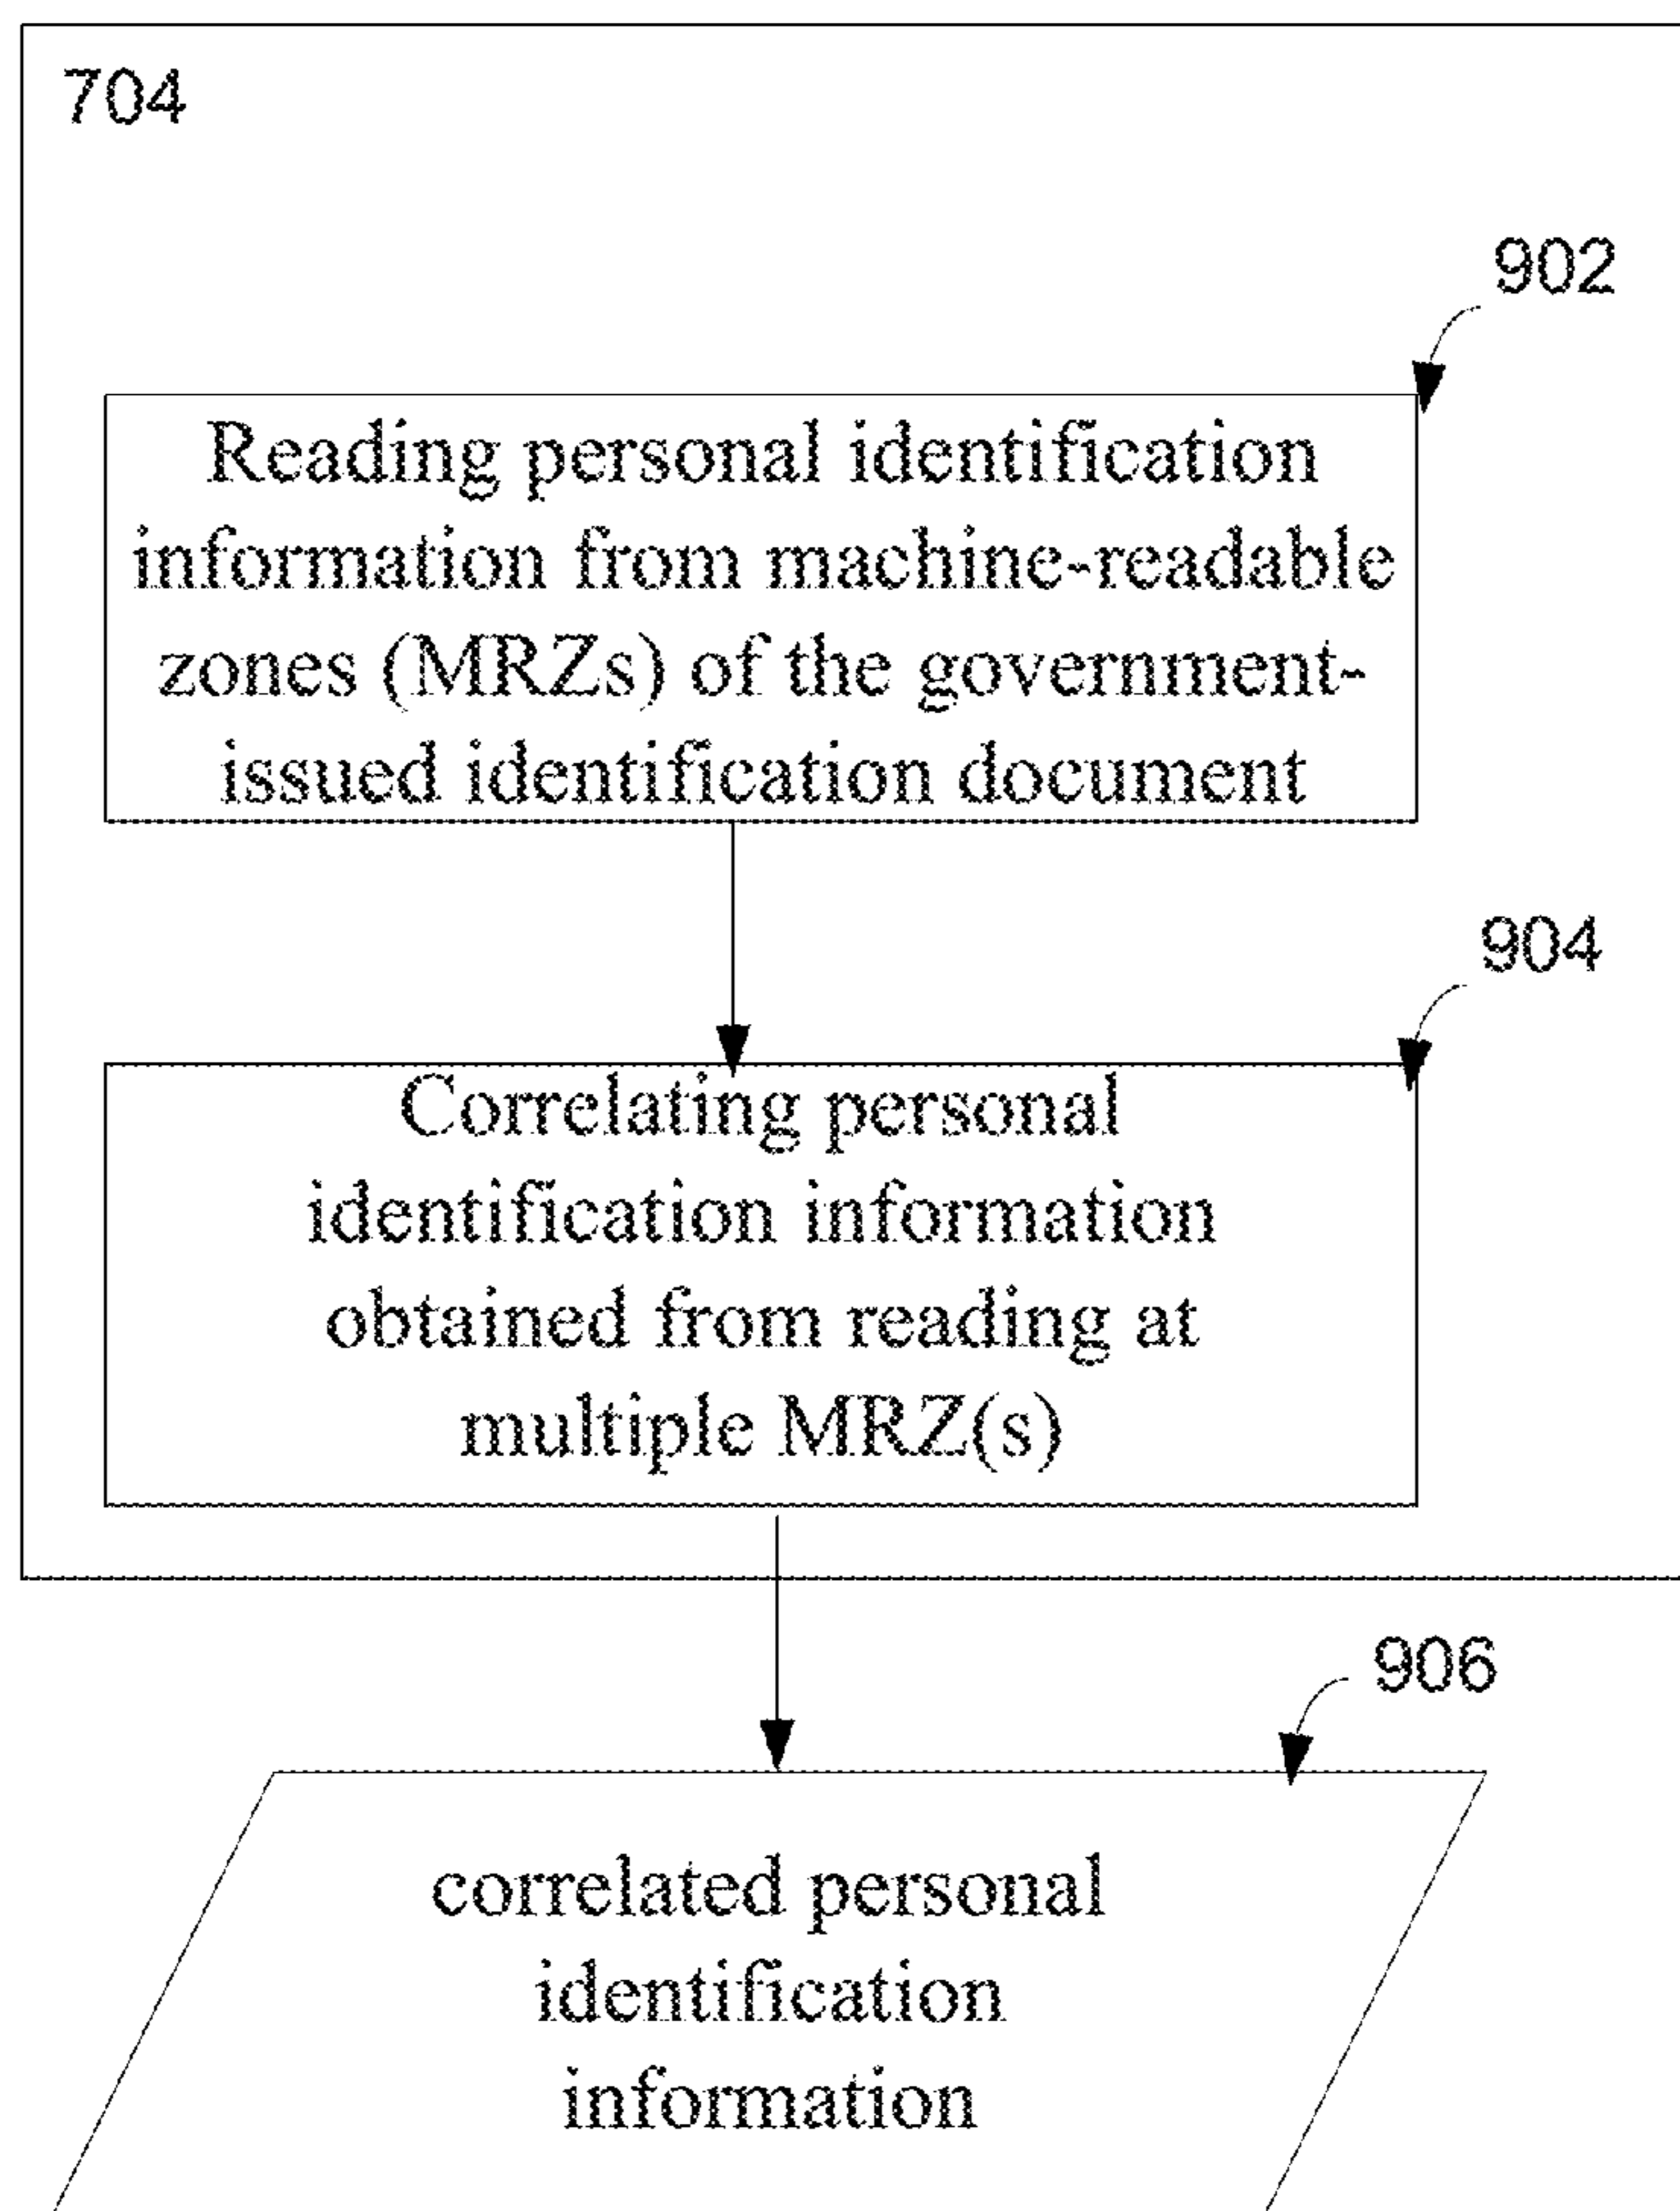 704
902
Reading personal identification
information from machine-readable
zones (MRZs) of the government-
issued identification document
904
Correlating personal
identification information
obtained from reading at
multiple MRZ(s)
906
correlated personal
identification
information